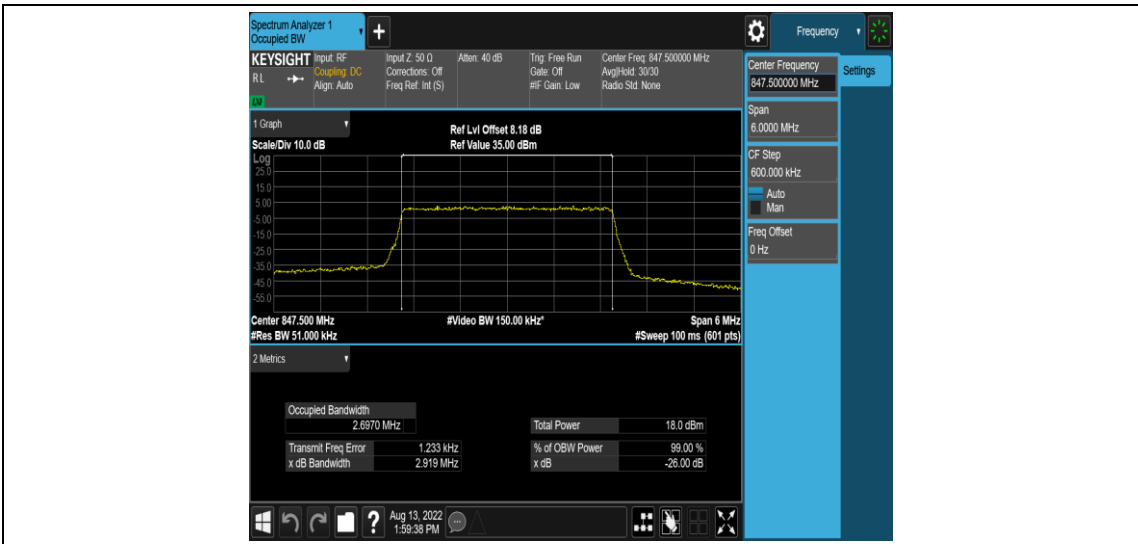 Spectrum Analyzer 1
Occupied BW
+
Frequency
KEYSIGHT
RL
LXI
Input: RF
Coupling: DC
Align: Auto
Input Z: 50 Ω
Corrections: Off
Freq Ref: Int (S)
Atten: 40 dB
Trig: Free Run
Gate: Off
#IF Gain: Low
Center Freq: 847.500000 MHz
Avg|Hold: 30/30
Radio Std: None
Center Frequency
847.500000 MHz
Settings
Span
6.0000 MHz
CF Step
600.000 kHz
Auto
Man
Freq Offset
0 Hz
1 Graph
Scale/Div 10.0 dB
Ref Lvl Offset 8.18 dB
Ref Value 35.00 dBm
Log
25.0
15.0
5.00
-5.00
-15.0
-25.0
-35.0
-45.0
-55.0
Center 847.500 MHz
#Res BW 51.000 kHz
#Video BW 150.00 kHz*
Span 6 MHz
#Sweep 100 ms (601 pts)
2 Metrics
Occupied Bandwidth
2.6970 MHz
Total Power 18.0 dBm
Transmit Freq Error 1.233 kHz
% of OBW Power 99.00 %
x dB Bandwidth 2.919 MHz
x dB -26.00 dB
?
Aug 13, 2022
1:59:38 PM